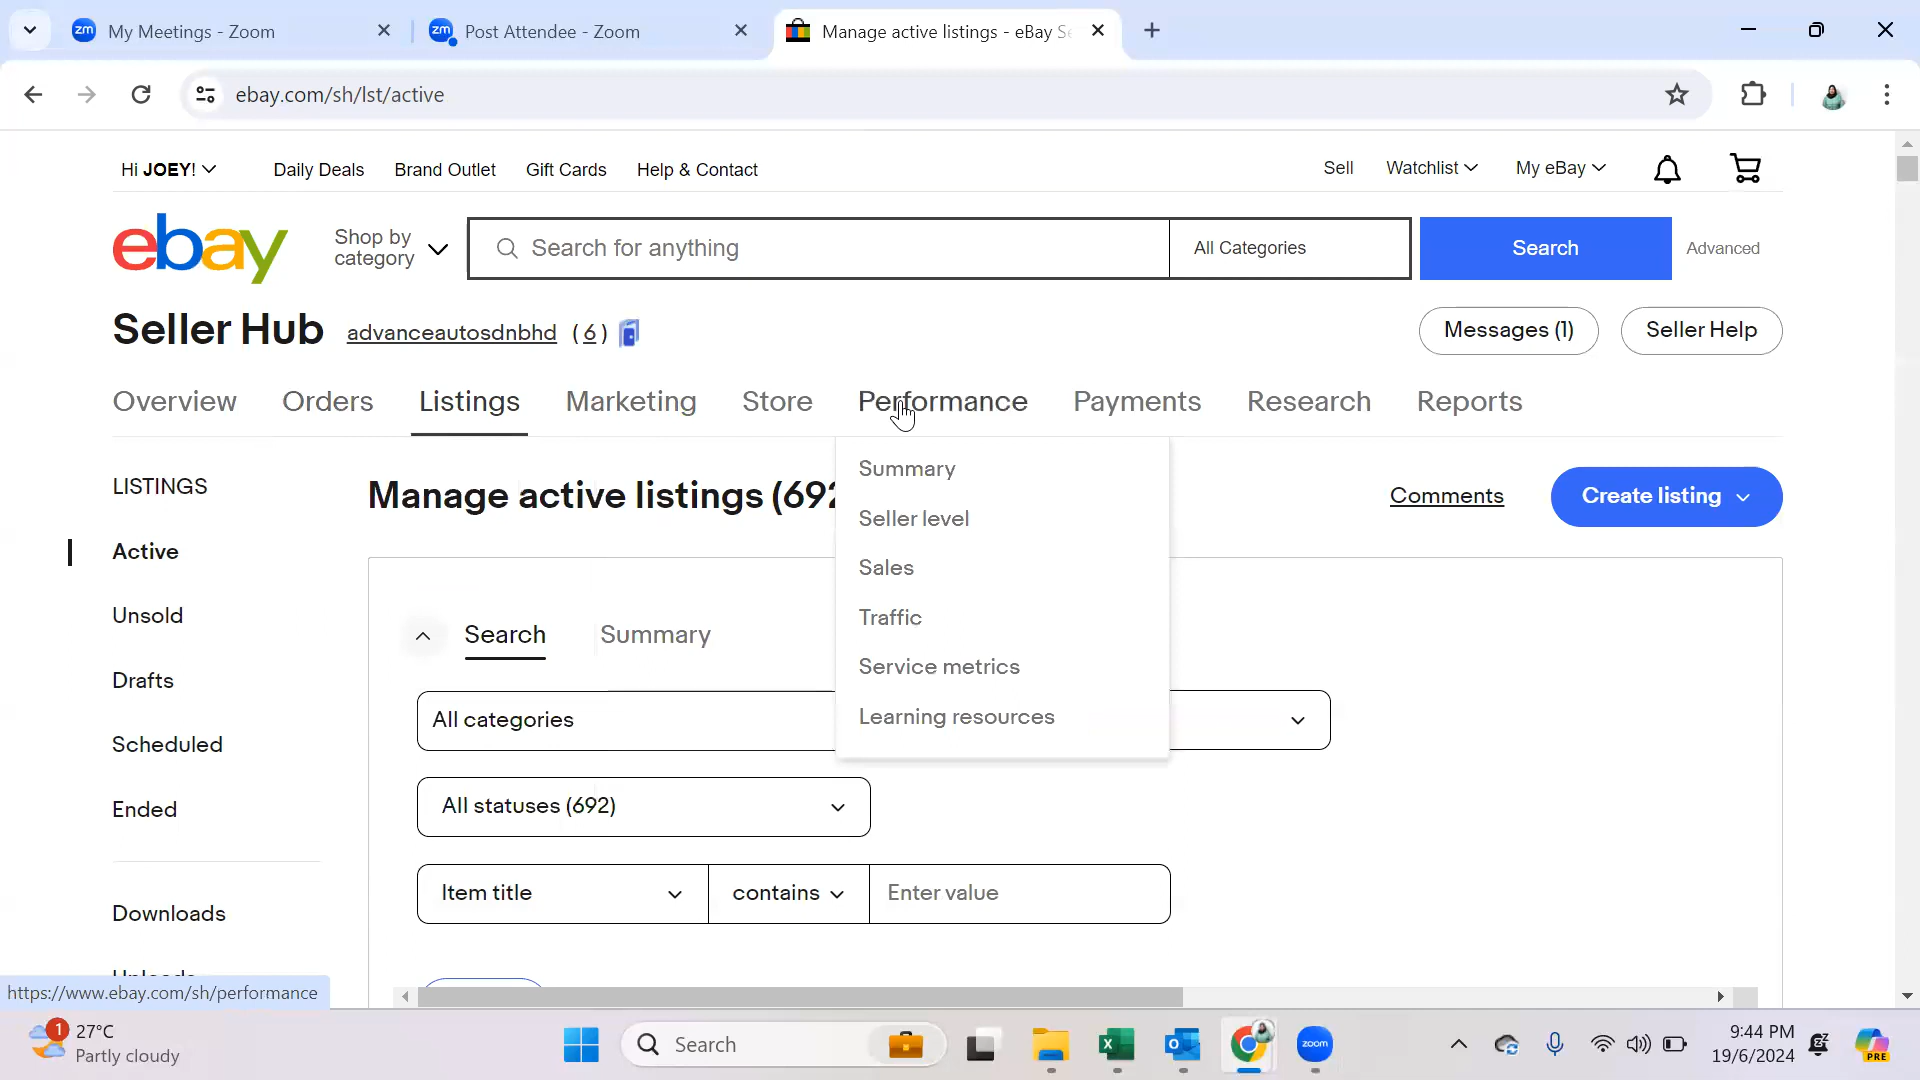 My Meetings - Zoom
Post Attendee - Zoom
Manage active listings - eBay Se
ebay.com/sh/lst/active
Hi JOEY!
Daily Deals
Brand Outlet
Gift Cards
Help & Contact
Sell
Watchlist
My eBay
ebay
Shop by
category
Search for anything
All Categories
Search
Advanced
Seller Hub
advanceautosdnbhd (6)
Messages (1)
Seller Help
Overview
Orders
Listings
Marketing
Store
Performance
Payments
Research
Reports
LISTINGS
Active
Unsold
Drafts
Scheduled
Ended
Downloads
Manage active listings (692
Comments
Create listing
Summary
Seller level
Sales
Traffic
Service metrics
Learning resources
Search
Summary
All categories
All statuses (692)
Item title
contains
Enter value
https://www.ebay.com/sh/performance
1
27°C
Partly cloudy
Search
zoom
PRE
9:44 PM
19/6/2024